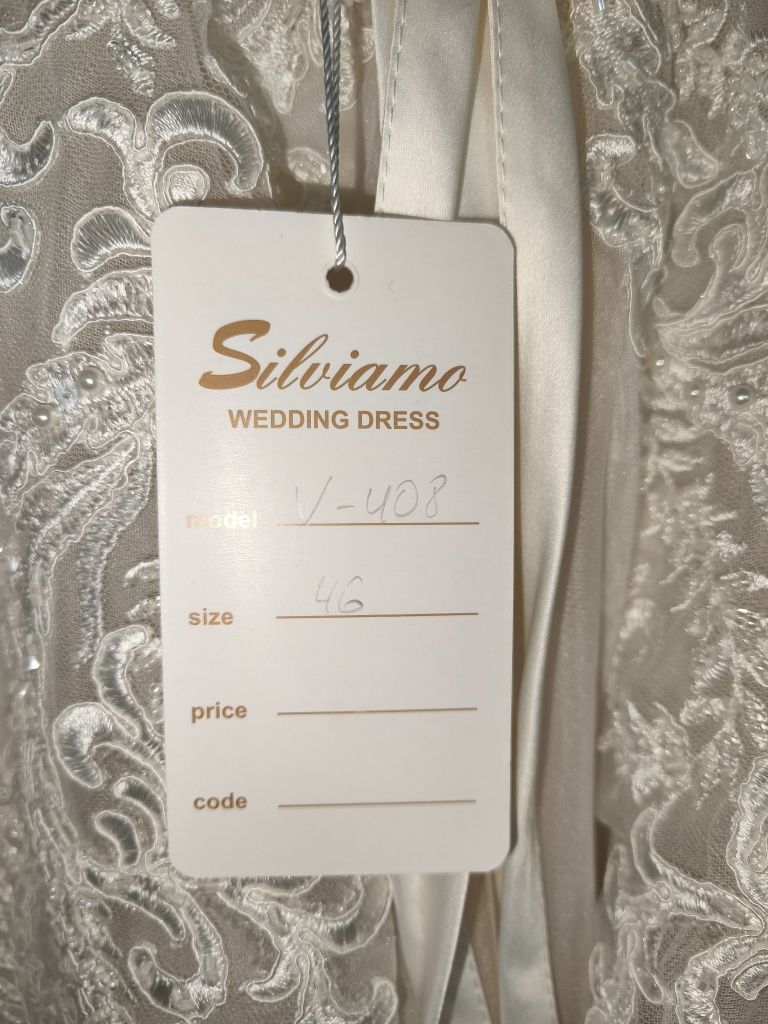 Silviamo
WEDDING DRESS
model V-408
size 46
price
code